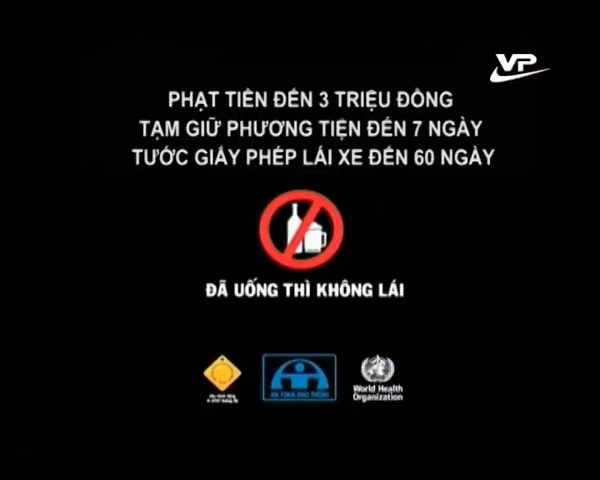 VP
PHẠT TIỀN ĐẾN 3 TRIỆU ĐỒNG
TẠM GIỮ PHƯƠNG TIỆN ĐẾN 7 NGÀY
TƯỚC GIẤY PHÉP LÁI XE ĐẾN 60 NGÀY
ĐÃ UỐNG THÌ KHÔNG LÁI
AN TOÀN GIAO THÔNG
World Health
Organization